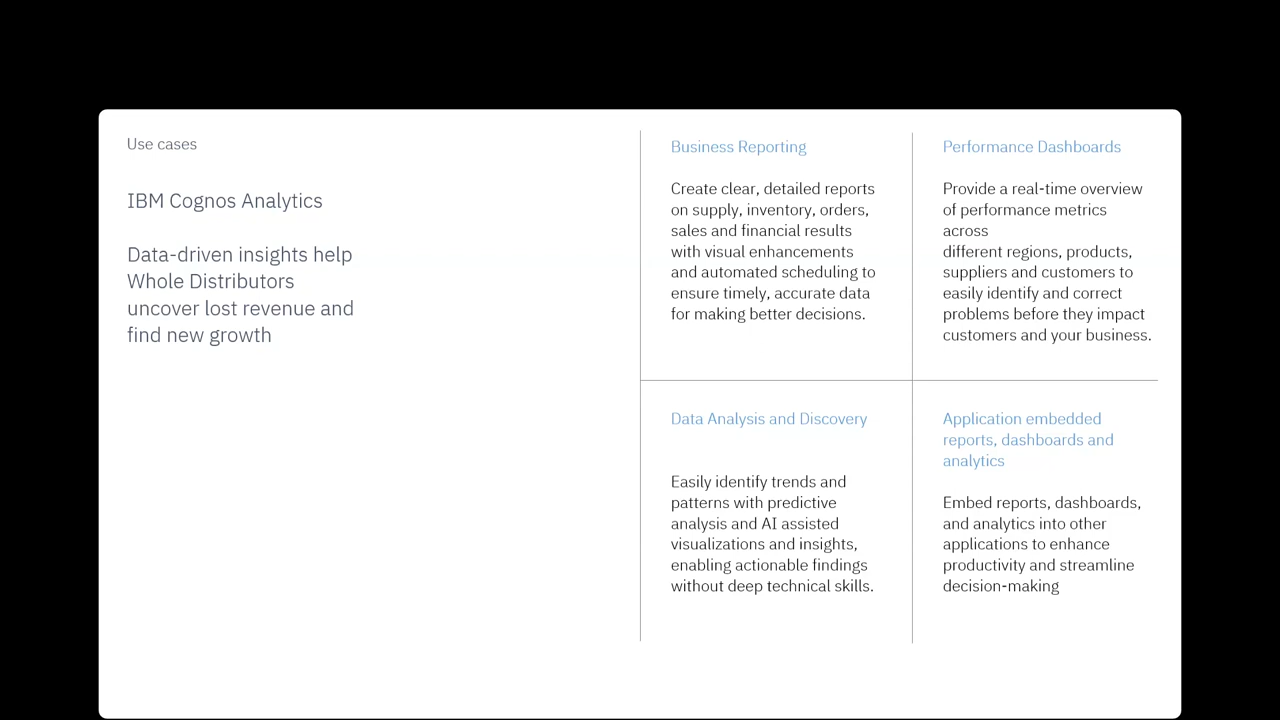 Use cases
IBM Cognos Analytics
Data-driven insights help
Whole Distributors
uncover lost revenue and
find new growth
Business Reporting
Create clear, detailed reports
on supply, inventory, orders,
sales and financial results
with visual enhancements
and automated scheduling to
ensure timely, accurate data
for making better decisions.
Performance Dashboards
Provide a real-time overview
of performance metrics
across
different regions, products,
suppliers and customers to
easily identify and correct
problems before they impact
customers and your business.
Data Analysis and Discovery
Easily identify trends and
patterns with predictive
analysis and AI assisted
visualizations and insights,
enabling actionable findings
without deep technical skills.
Application embedded
reports, dashboards and
analytics
Embed reports, dashboards,
and analytics into other
applications to enhance
productivity and streamline
decision-making